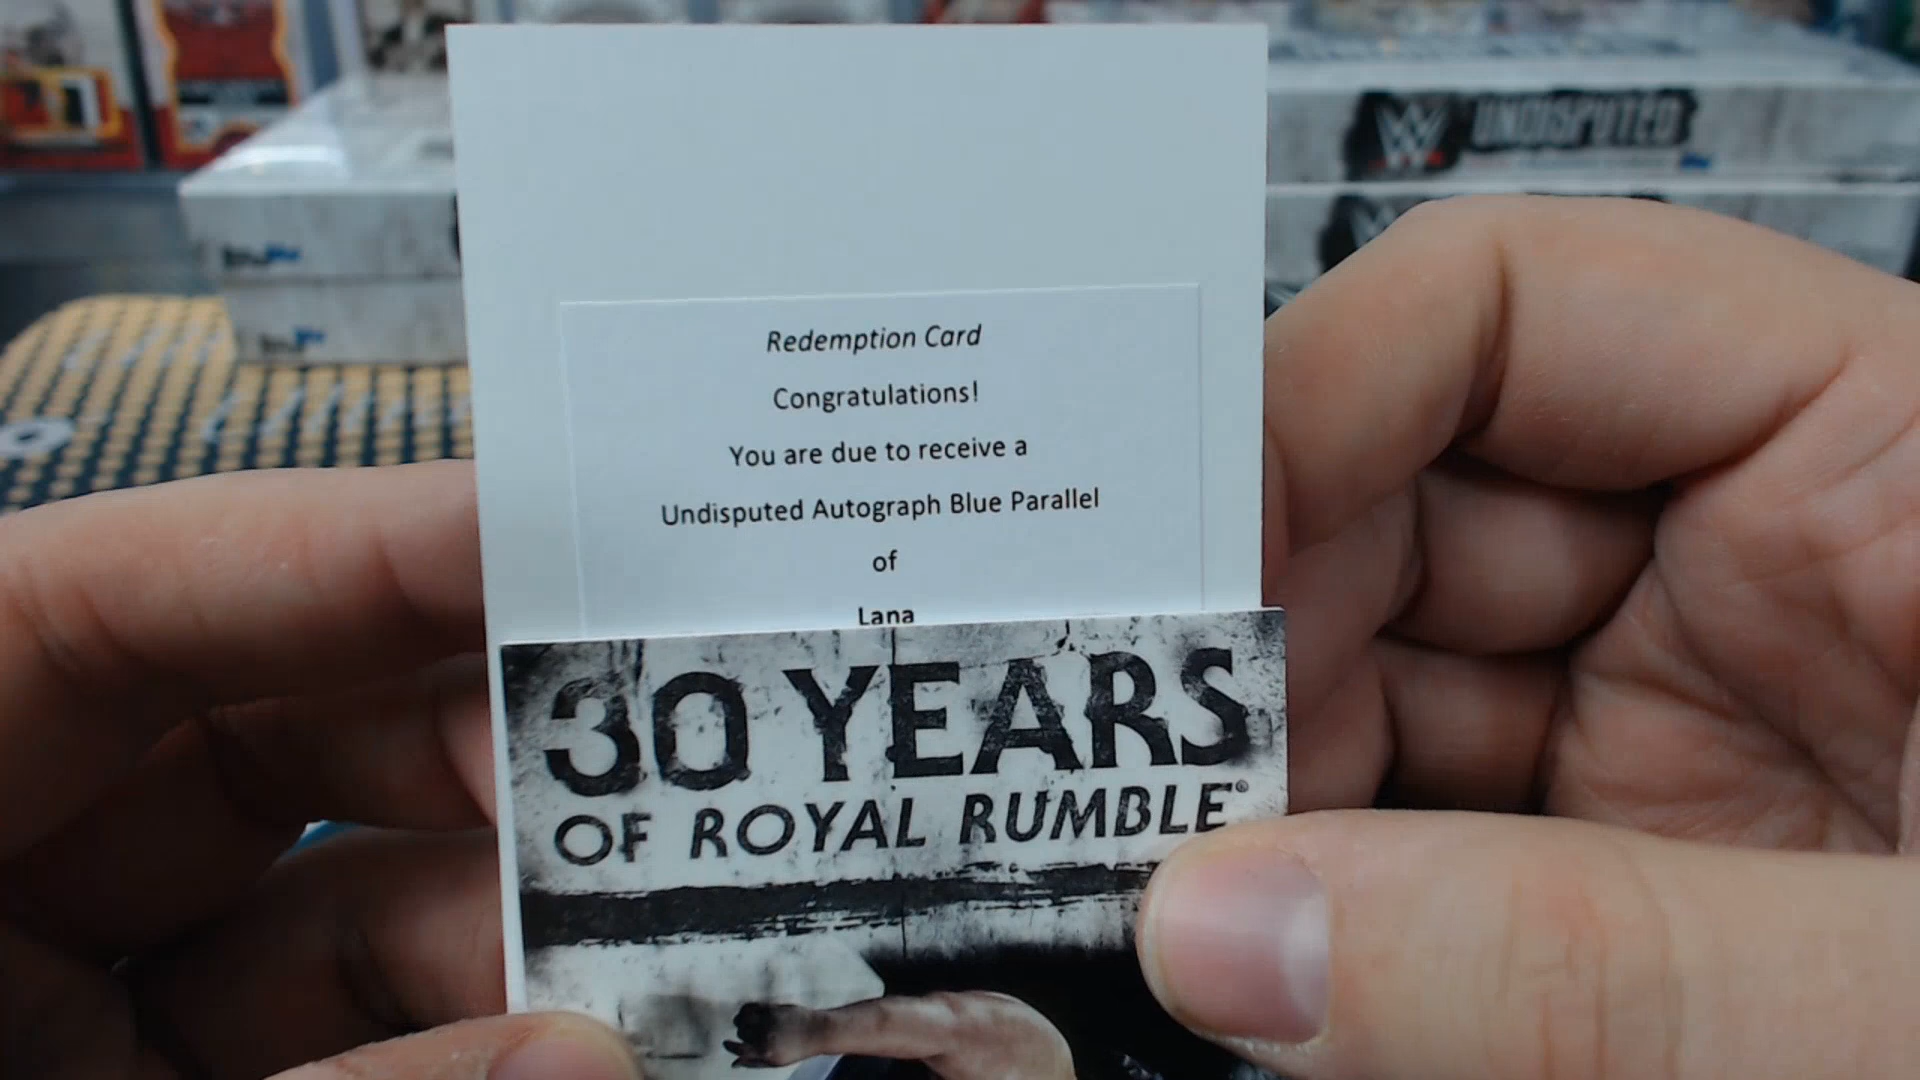 UNDISPUTED
Redemption Card
Congratulations!
You are due to receive a
Undisputed Autograph Blue Parallel
of
Lana
30 YEARS
OF ROYAL RUMBLE®